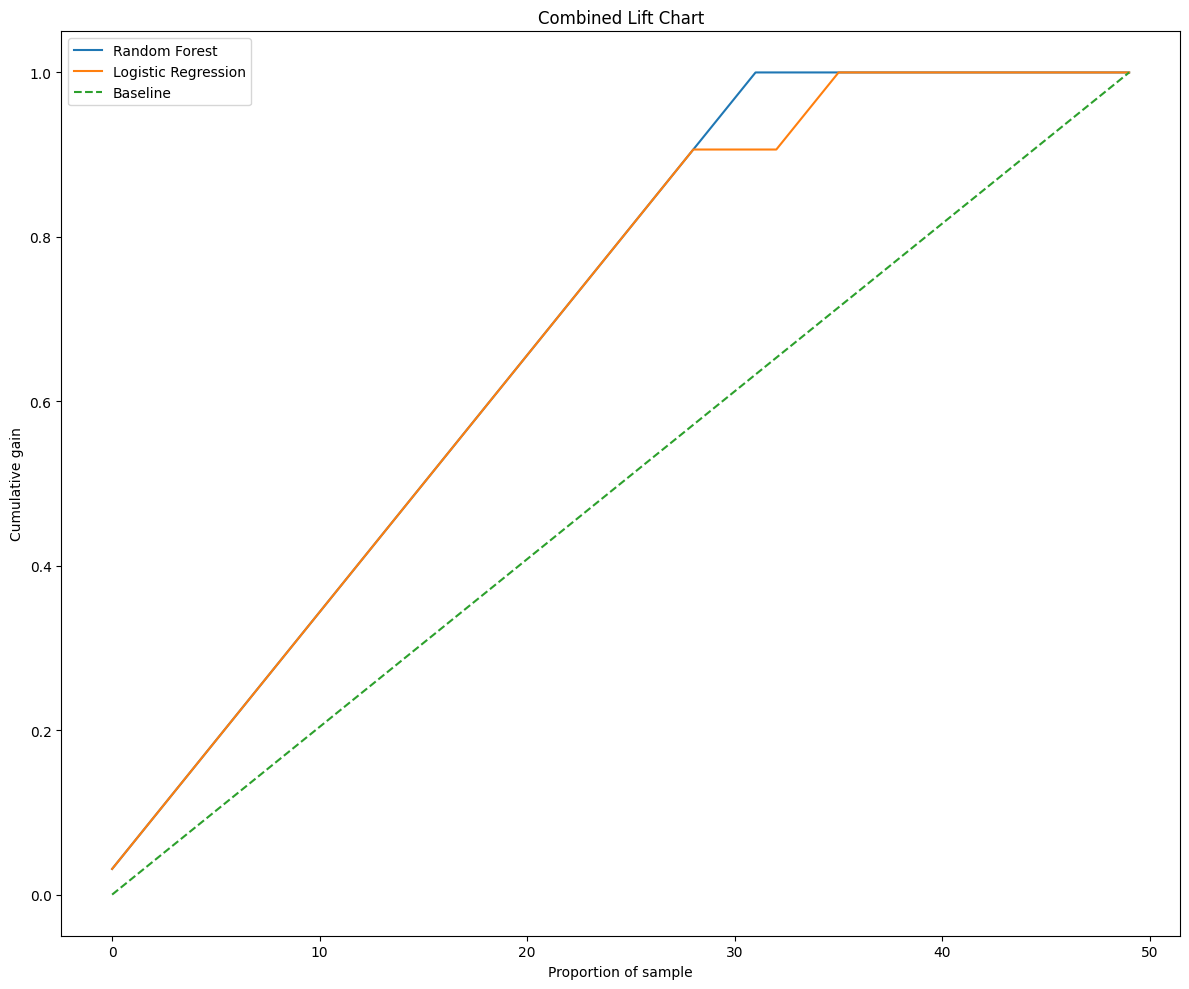 Combined Lift Chart
Random Forest
Logistic Regression
Baseline
1.0
0.8
0.6
0.4
0.2
0.0
Cumulative gain
0 10 20 30 40 50
Proportion of sample